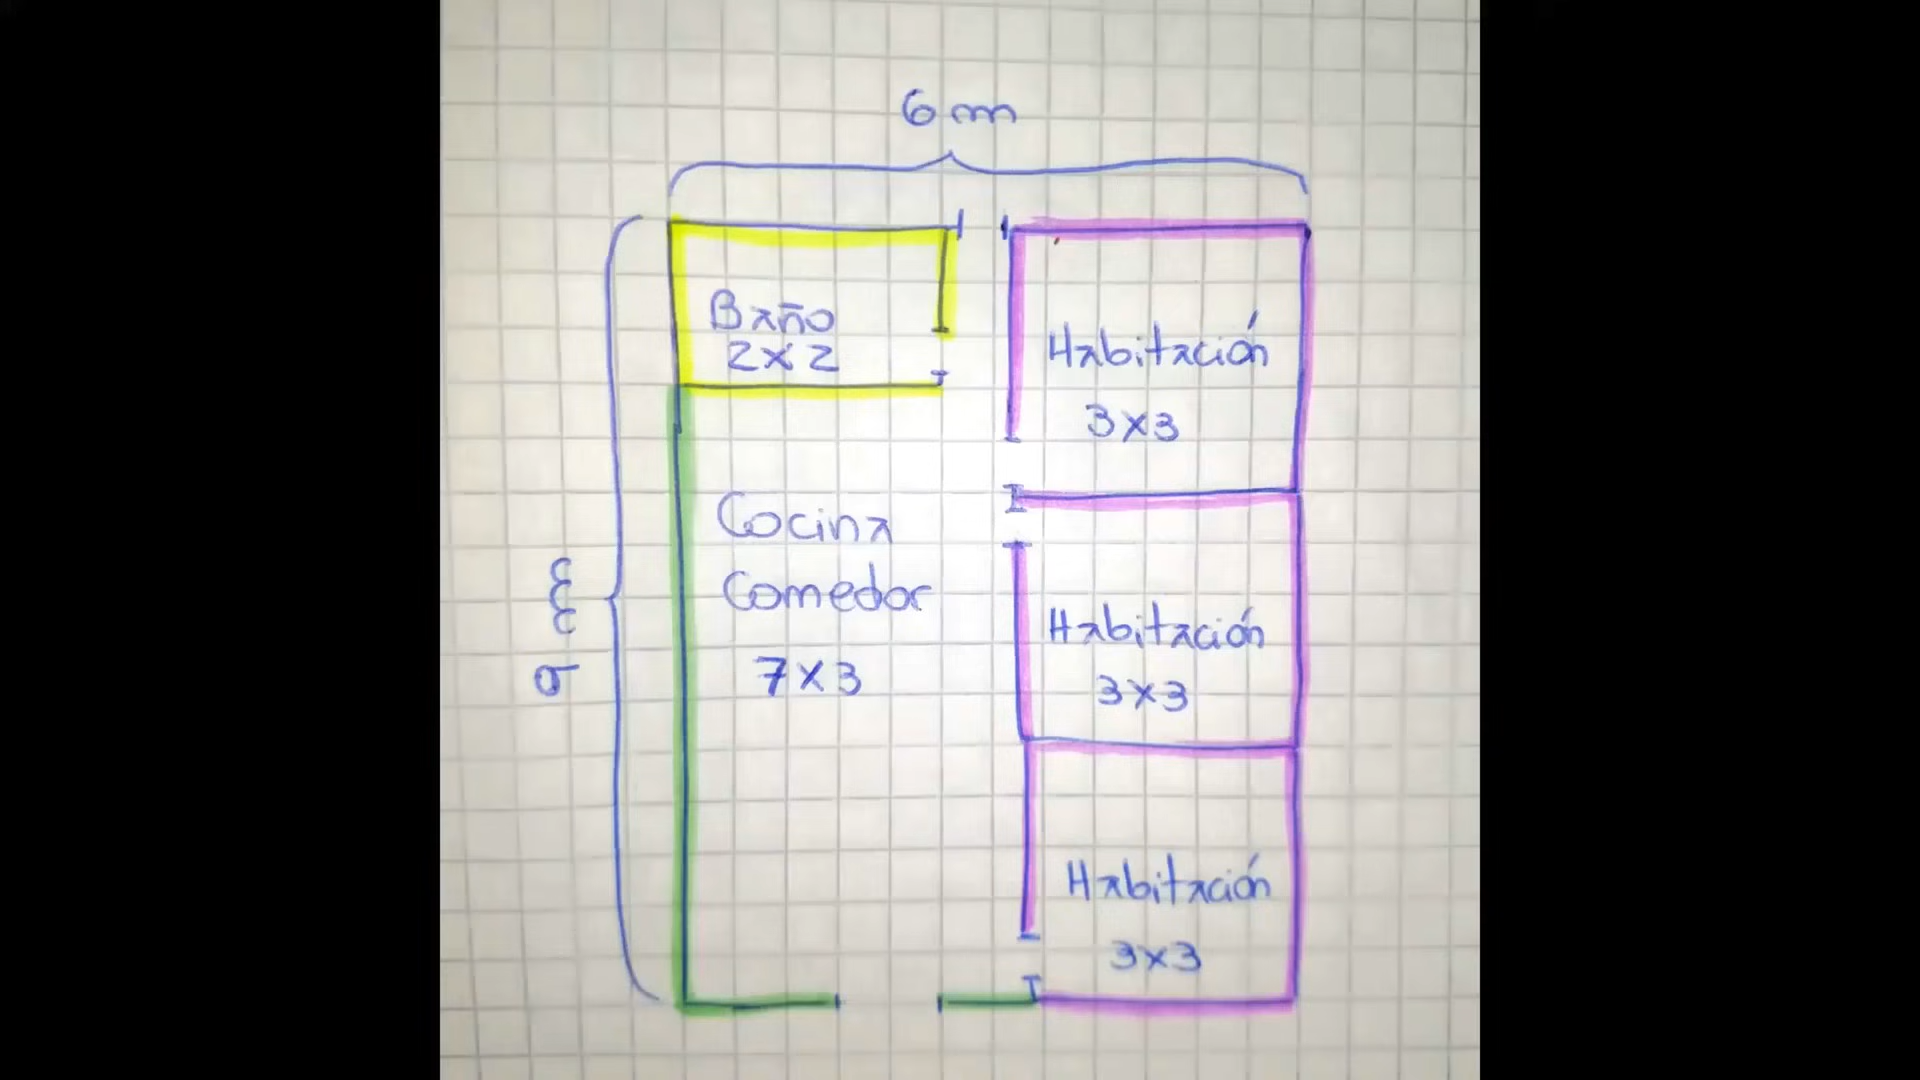 6 m
Baño
2x2
Habitación
3x3
Cocina
Comedor
7x3
9 m
Habitación
3x3
Habitación
3x3